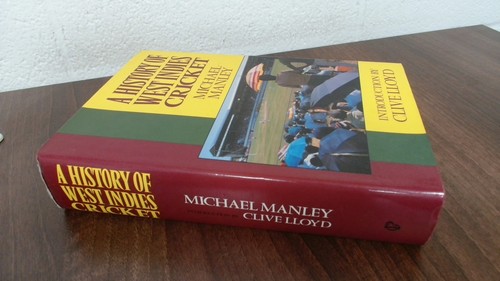 A HISTORY OF
WEST INDIES
CRICKET
MICHAEL
MANLEY
INTRODUCTION BY
CLIVE LLOYD
A HISTORY OF
WEST INDIES
CRICKET
MICHAEL MANLEY
CLIVE LLOYD